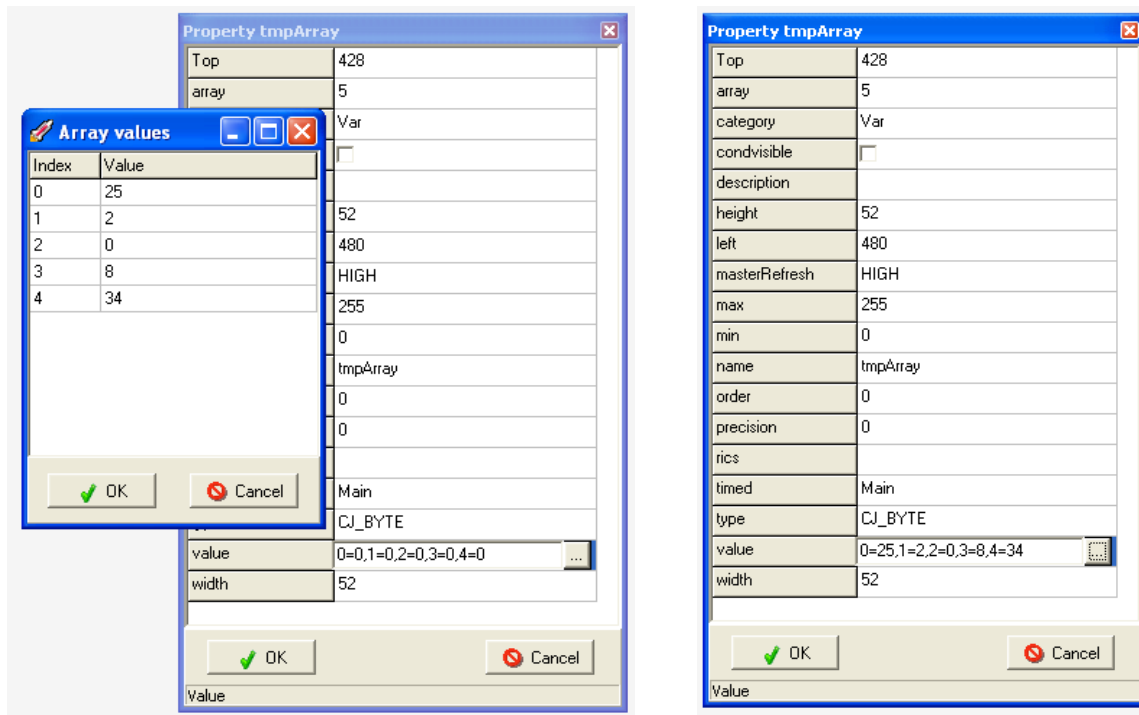 Property tmpArray
Top 428
array 5
Var
52
480
HIGH
255
0
tmpArray
0
0
Main
CJ_BYTE
value 0=0,1=0,2=0,3=0,4=0 ...
width 52
OK Cancel
Value
Array values
Index Value
0 25
1 2
2 0
3 8
4 34
OK Cancel
Property tmpArray
Top 428
array 5
category Var
condvisible
description
height 52
left 480
masterRefresh HIGH
max 255
min 0
name tmpArray
order 0
precision 0
rics
timed Main
type CJ_BYTE
value 0=25,1=2,2=0,3=8,4=34 ...
width 52
OK Cancel
Value